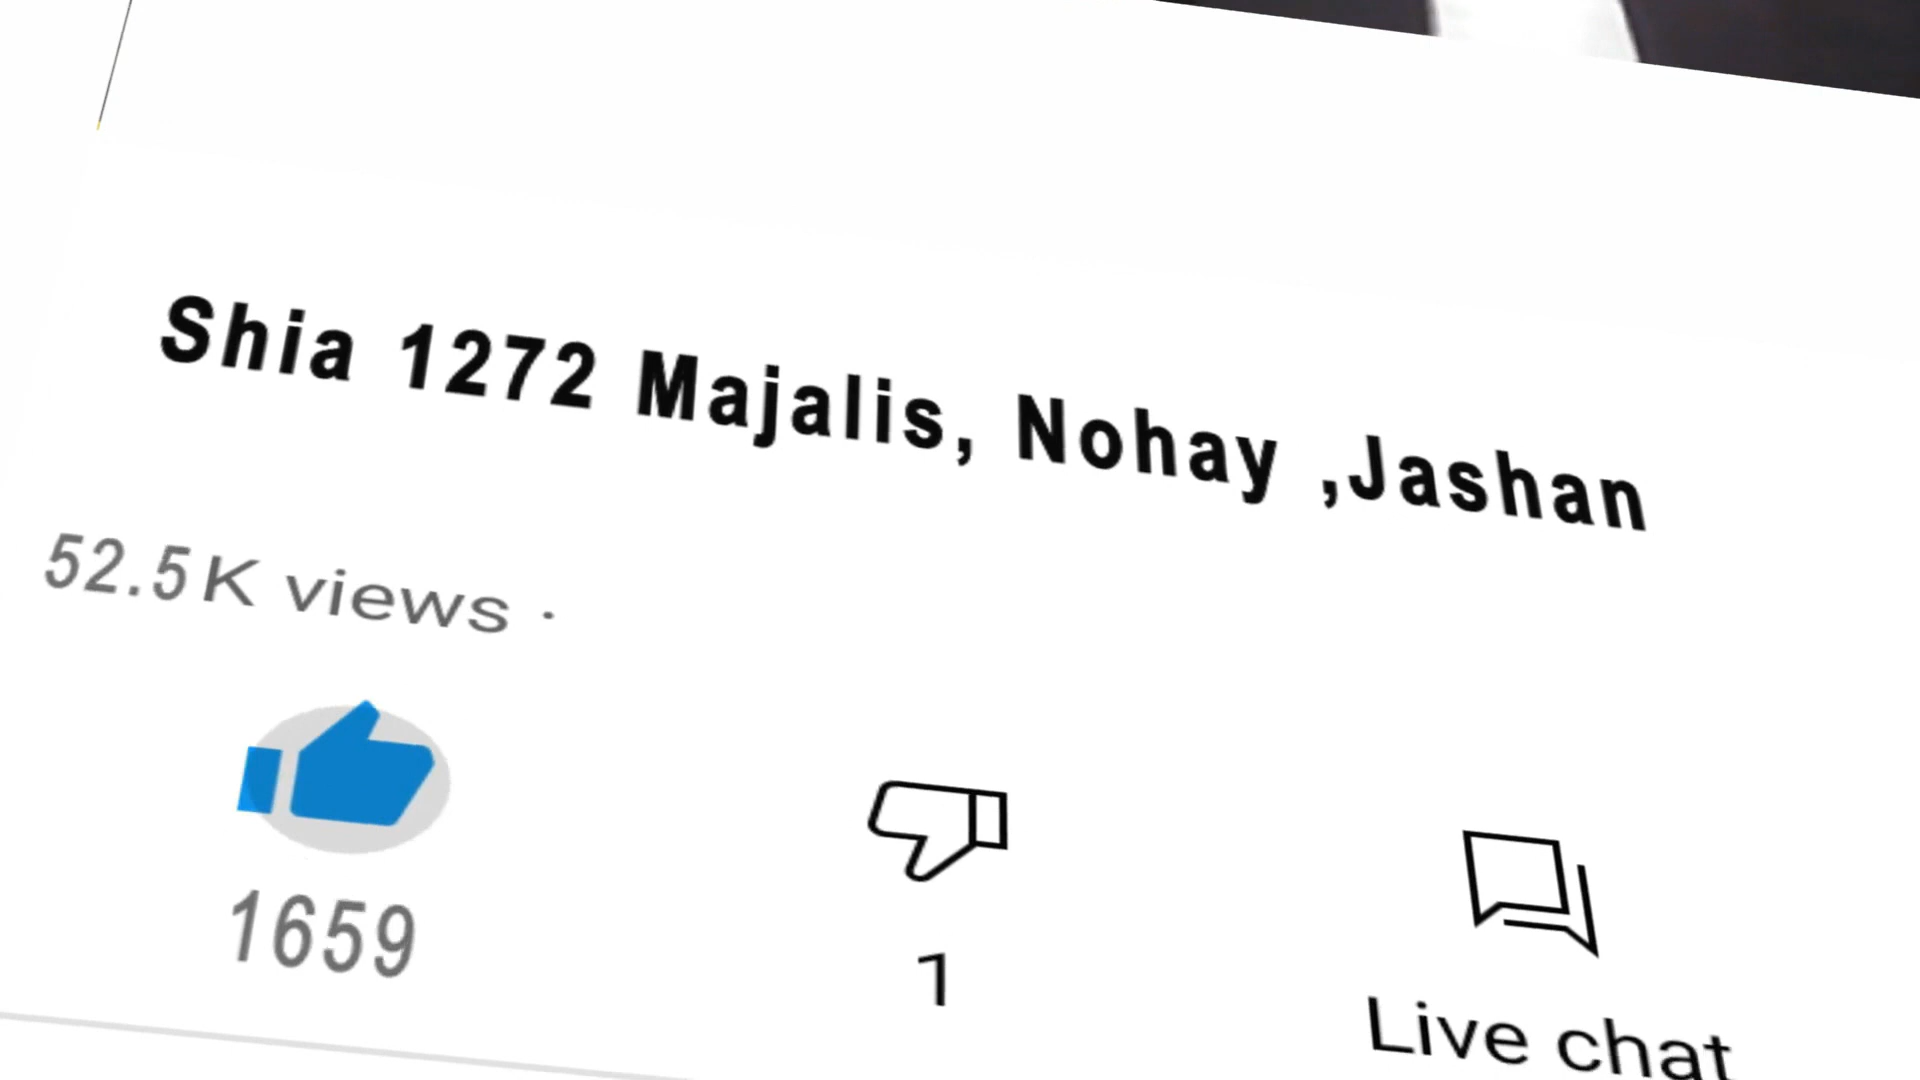 Shia 1272 Majalis, Nohay ,Jashan
52.5K views ·
1659
1
Live chat